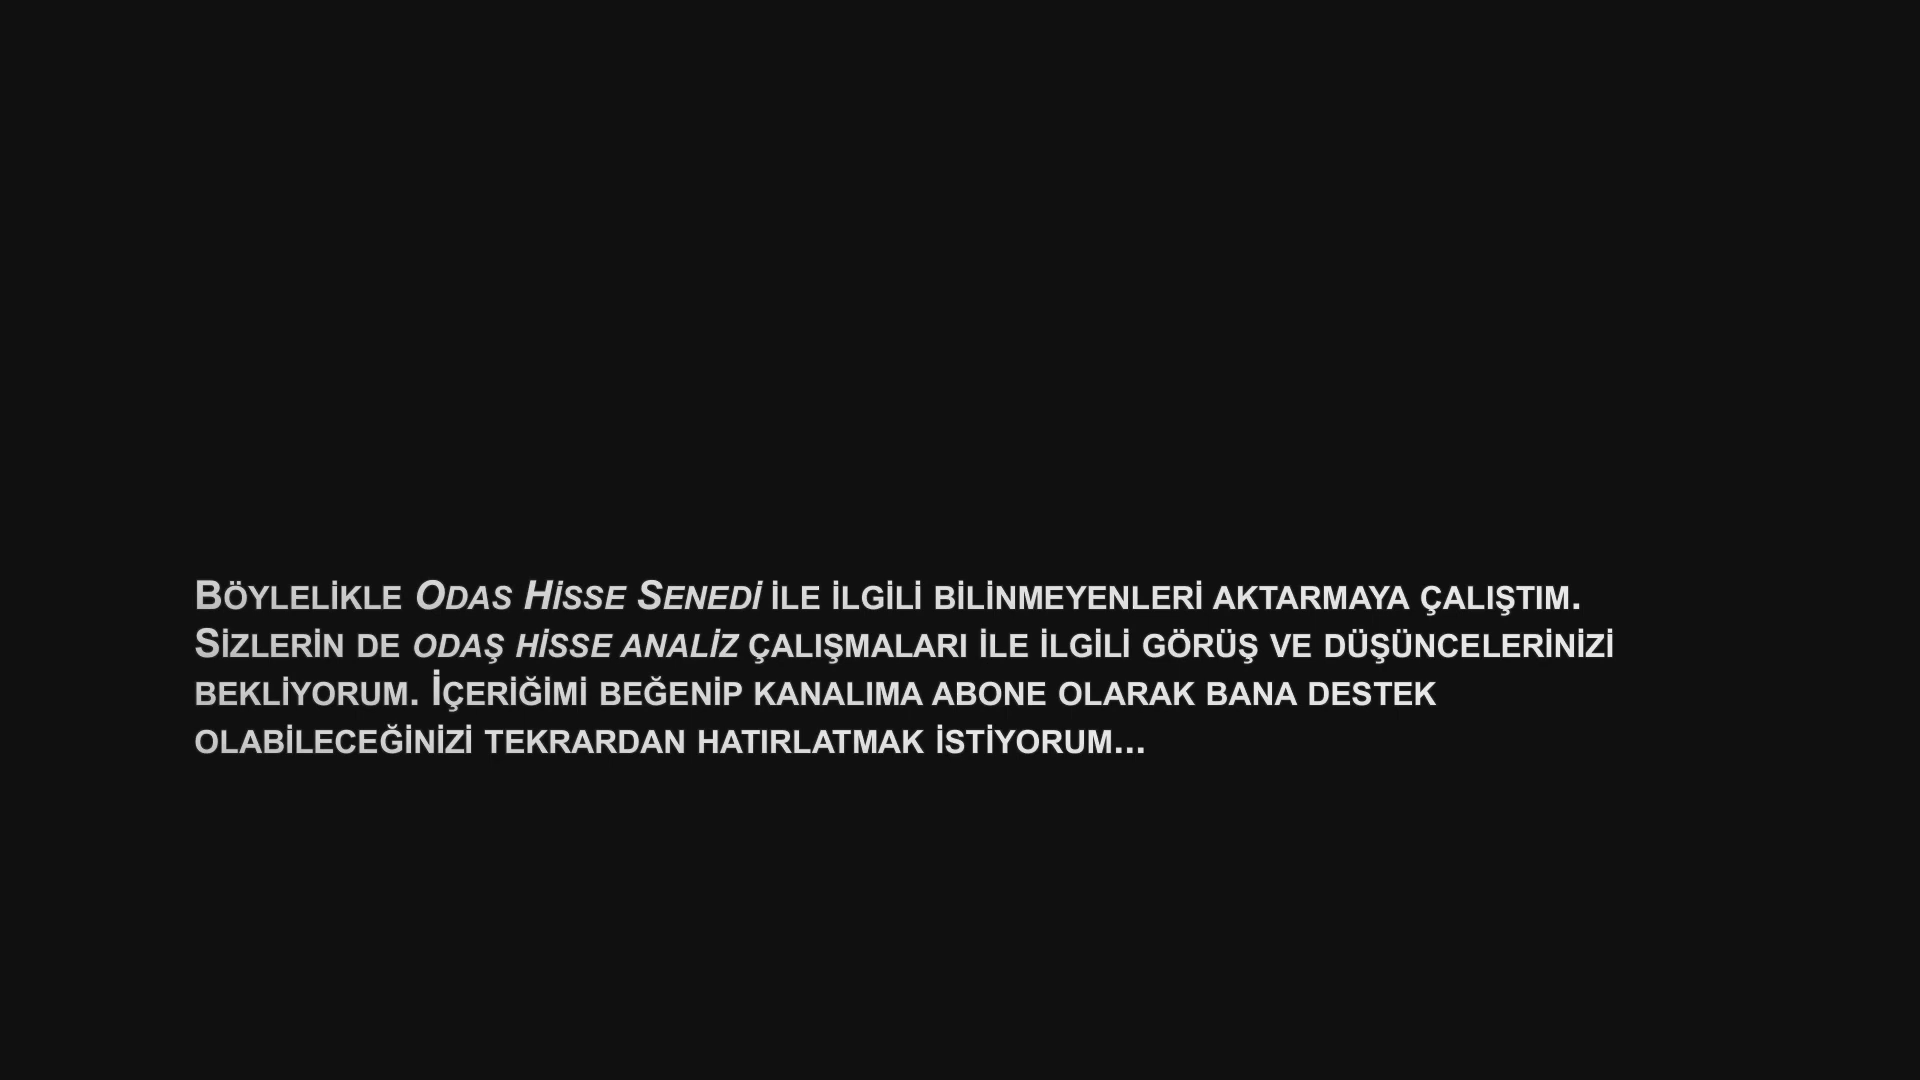 Böylelikle Odas Hisse Senedi ile ilgili bilinmeyenleri aktarmaya çalıştım.
Sizlerin de odaş hisse analiz çalışmaları ile ilgili görüş ve düşüncelerinizi
bekliyorum. İçeriğimi beğenip kanalıma abone olarak bana destek
olabileceğinizi tekrardan hatırlatmak istiyorum...